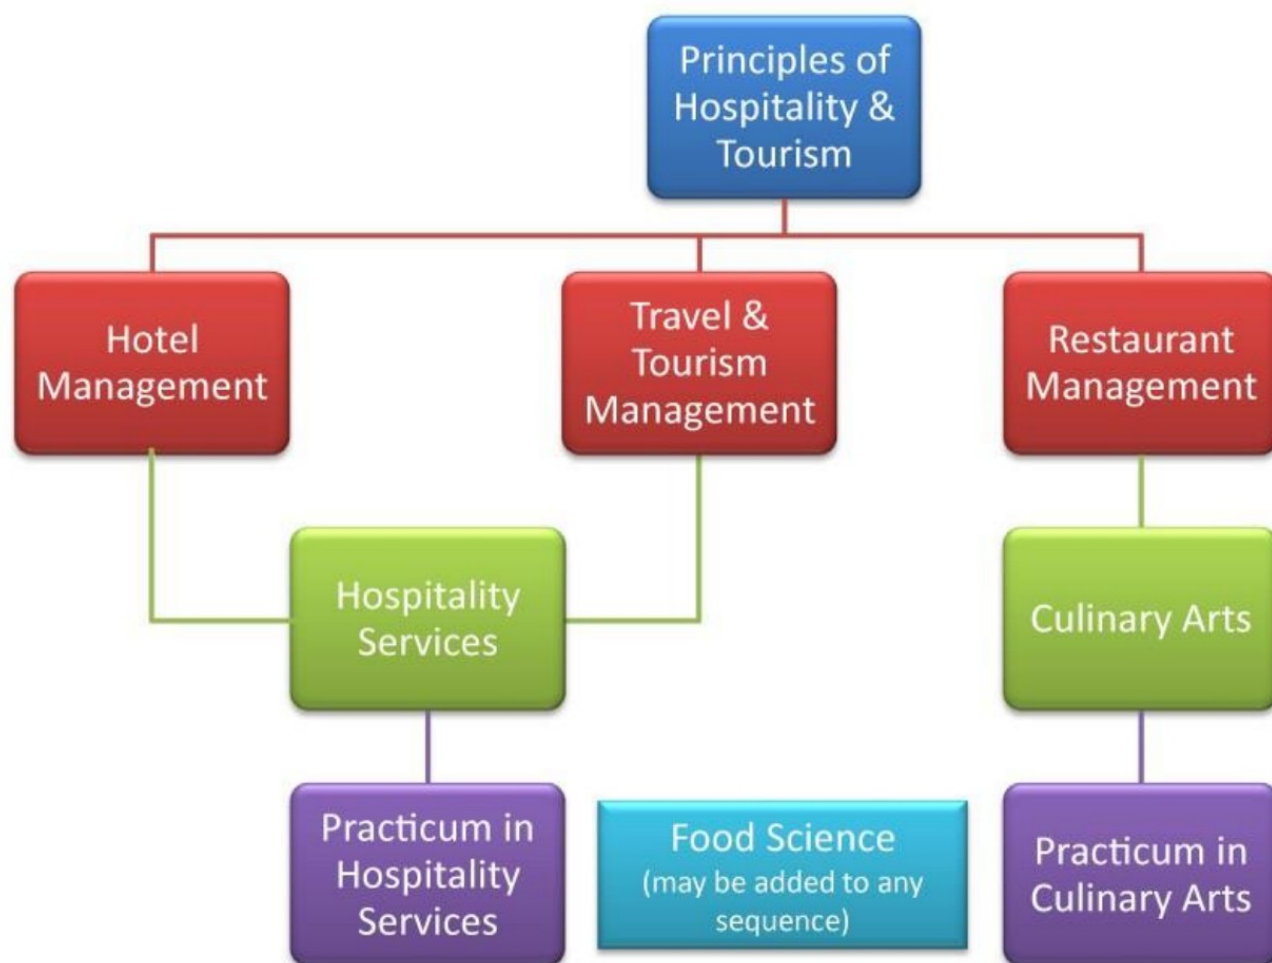 Principles of
Hospitality &
Tourism
Hotel
Management
Travel &
Tourism
Management
Restaurant
Management
Hospitality
Services
Culinary Arts
Practicum in
Hospitality
Services
Food Science
(may be added to any
sequence)
Practicum in
Culinary Arts